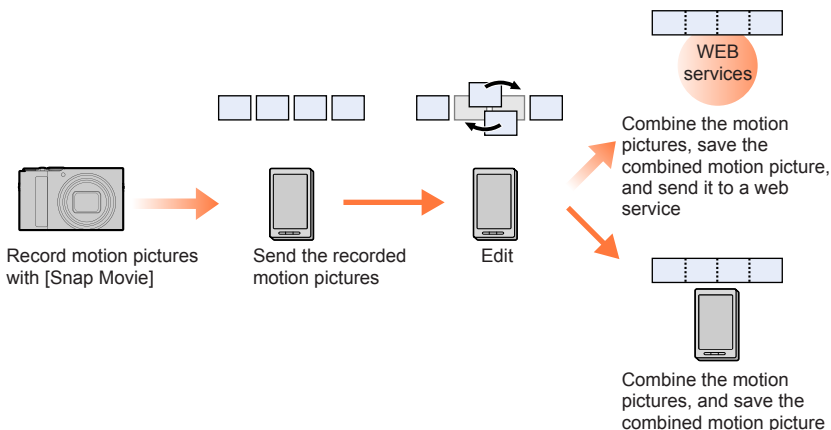 Record motion pictures
with [Snap Movie]
Send the recorded
motion pictures
Edit
WEB
services
Combine the motion
pictures, save the
combined motion picture,
and send it to a web
service
Combine the motion
pictures, and save the
combined motion picture